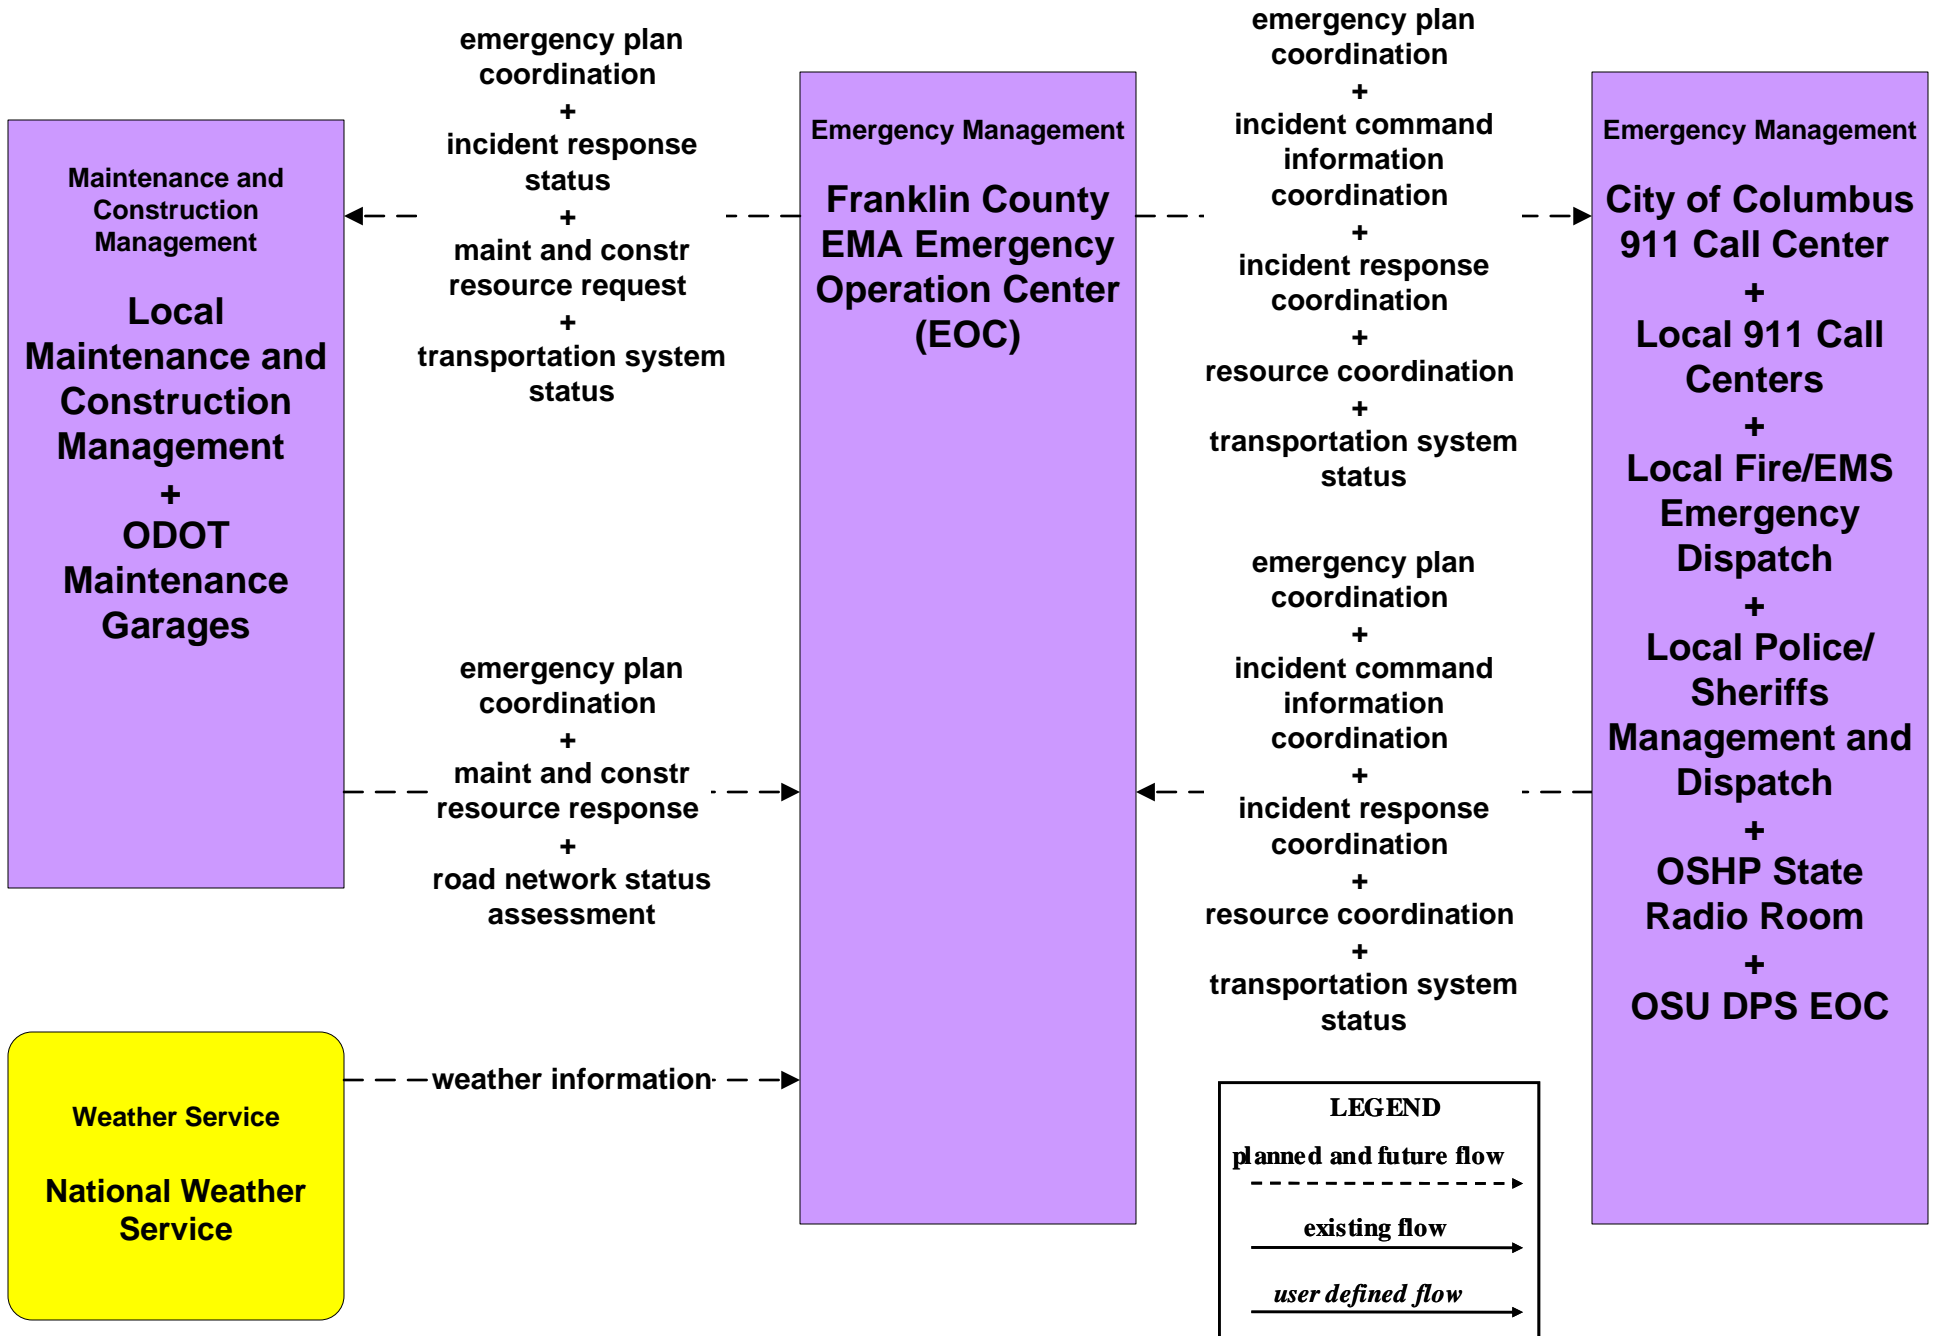 Maintenance and
Construction
Management
Local
Maintenance and
Construction
Management
+
ODOT
Maintenance
Garages
emergency plan
coordination
+
incident response
status
+
maint and constr
resource request
+
transportation system
status
emergency plan
coordination
+
maint and constr
resource response
+
road network status
assessment
Weather Service
National Weather
Service
weather information
Emergency Management
Franklin County
EMA Emergency
Operation Center
(EOC)
emergency plan
coordination
+
incident command
information
coordination
+
incident response
coordination
+
resource coordination
+
transportation system
status
emergency plan
coordination
+
incident command
information
coordination
+
incident response
coordination
+
resource coordination
+
transportation system
status
Emergency Management
City of Columbus
911 Call Center
+
Local 911 Call
Centers
+
Local Fire/EMS
Emergency
Dispatch
+
Local Police/
Sheriffs
Management and
Dispatch
+
OSHP State
Radio Room
+
OSU DPS EOC
LEGEND
planned and future flow
existing flow
user defined flow